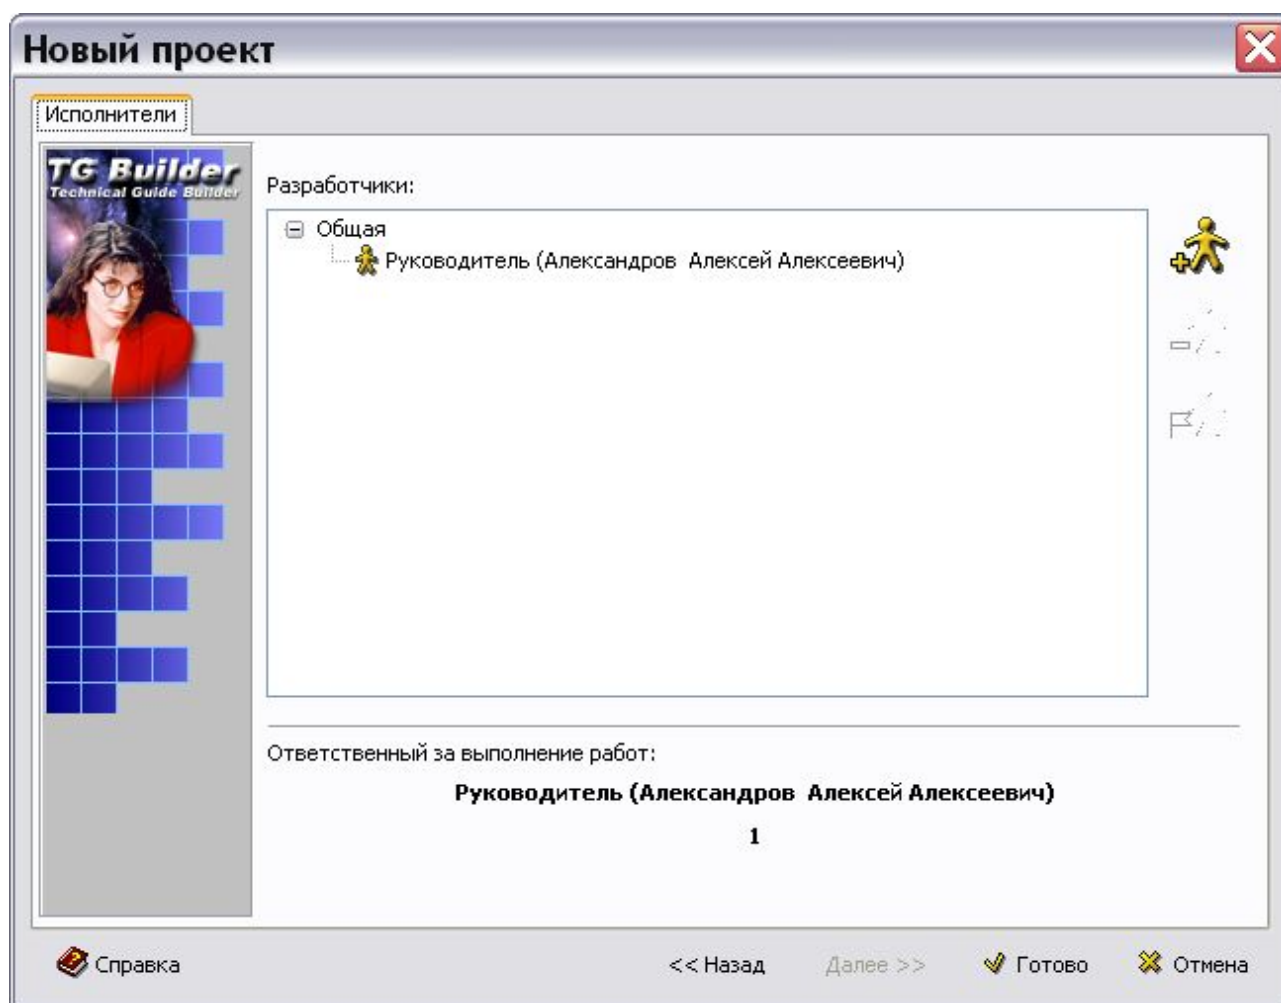 Новый проект
Исполнители
TG Builder
Technical Guide Builder
Разработчики:
Общая
Руководитель (Александров  Алексей Алексеевич)
Ответственный за выполнение работ:
Руководитель (Александров  Алексей Алексеевич)
1
Справка
<< Назад
Далее >>
Готово
Отмена